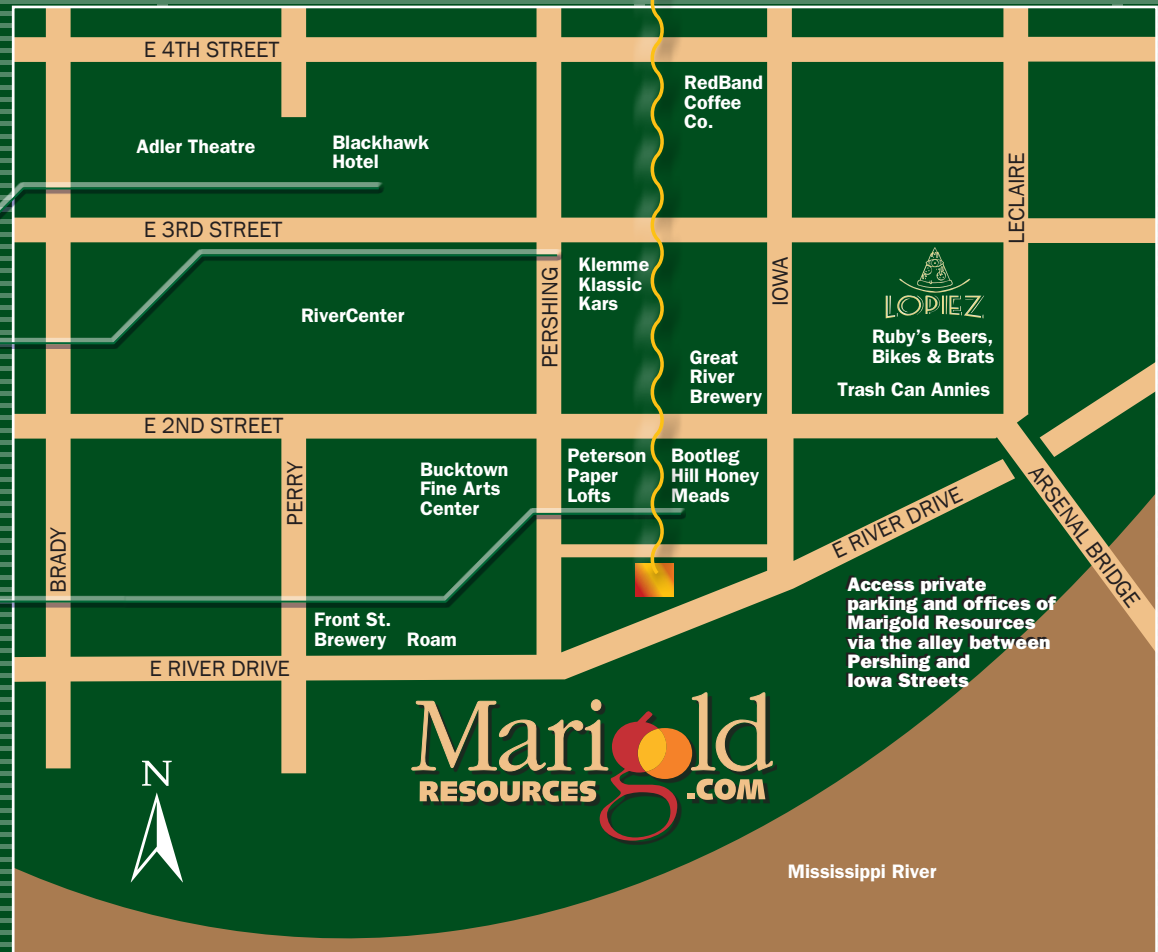 E 4TH STREET
RedBand
Coffee
Co.
Adler Theatre
Blackhawk
Hotel
LECLAIRE
E 3RD STREET
Klemme
Klassic
Kars
PERSHING
IOWA
RiverCenter
LOPIEZ
Ruby's Beers,
Bikes & Brats
Trash Can Annies
Great
River
Brewery
E 2ND STREET
PERRY
BRADY
Bucktown
Fine Arts
Center
Peterson
Paper
Lofts
Bootleg
Hill Honey
Meads
E RIVER DRIVE
ARSENAL BRIDGE
Access private
parking and offices of
Marigold Resources
via the alley between
Pershing and
Iowa Streets
Front St.
Brewery
Roam
E RIVER DRIVE
Marigold
RESOURCES .COM
N
Mississippi River